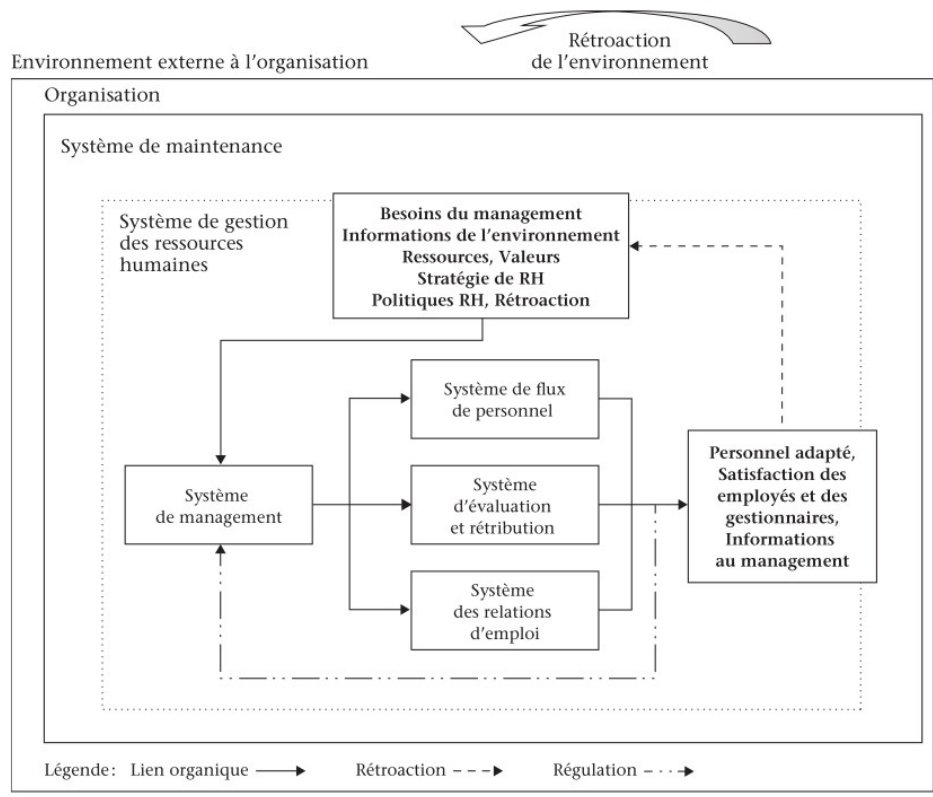 Rétroaction
de l'environnement
Environnement externe à l'organisation
Organisation
Système de maintenance
Système de gestion
des ressources
humaines
Besoins du management
Informations de l'environnement
Ressources, Valeurs
Stratégie de RH
Politiques RH, Rétroaction
Système de flux
de personnel
Système
de management
Système
d'évaluation
et rétribution
Système
des relations
d'emploi
Personnel adapté,
Satisfaction des
employés et des
gestionnaires,
Informations
au management
Légende: Lien organique Rétroaction Régulation